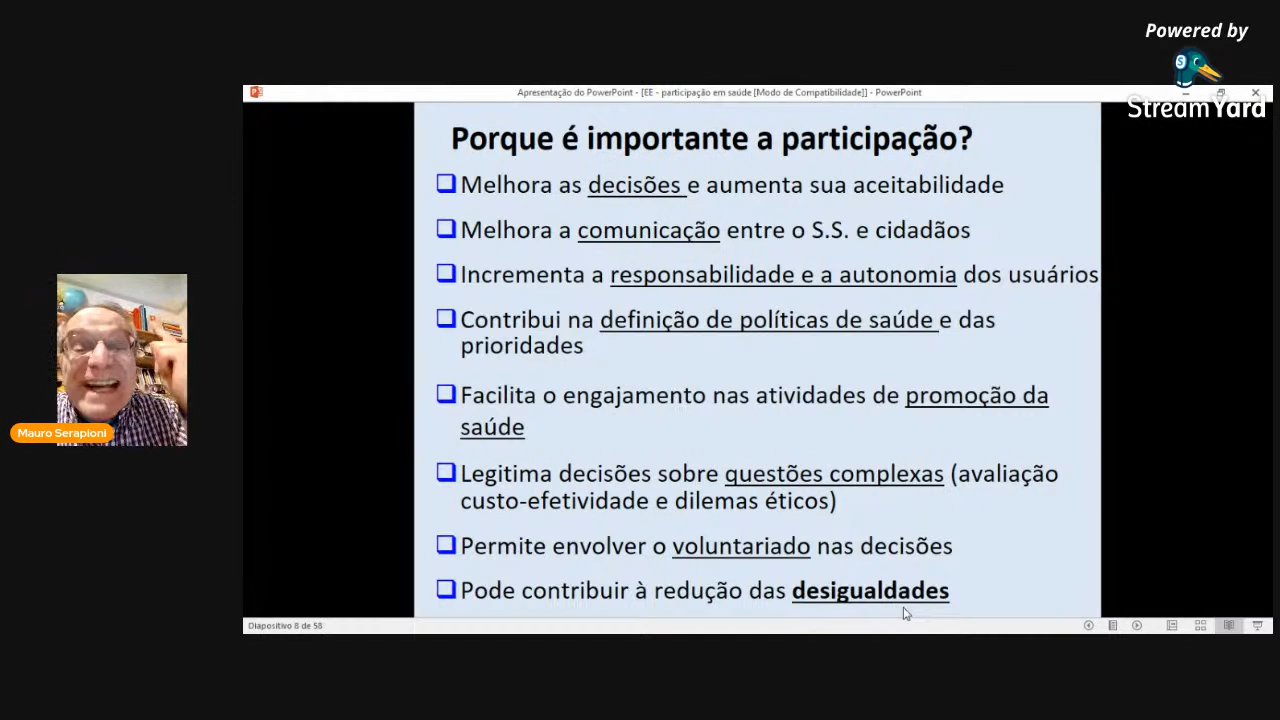 Powered by
StreamYard
Apresentação do PowerPoint - [EE - participação em saúde [Modo de Compatibilidade]] - PowerPoint
Porque é importante a participação?
Melhora as decisões e aumenta sua aceitabilidade
Melhora a comunicação entre o S.S. e cidadãos
Incrementa a responsabilidade e a autonomia dos usuários
Contribui na definição de políticas de saúde e das
prioridades
Facilita o engajamento nas atividades de promoção da
saúde
Legitima decisões sobre questões complexas (avaliação
custo-efetividade e dilemas éticos)
Permite envolver o voluntariado nas decisões
Pode contribuir à redução das desigualdades
Mauro Serapioni
Diapositivo 8 de 58